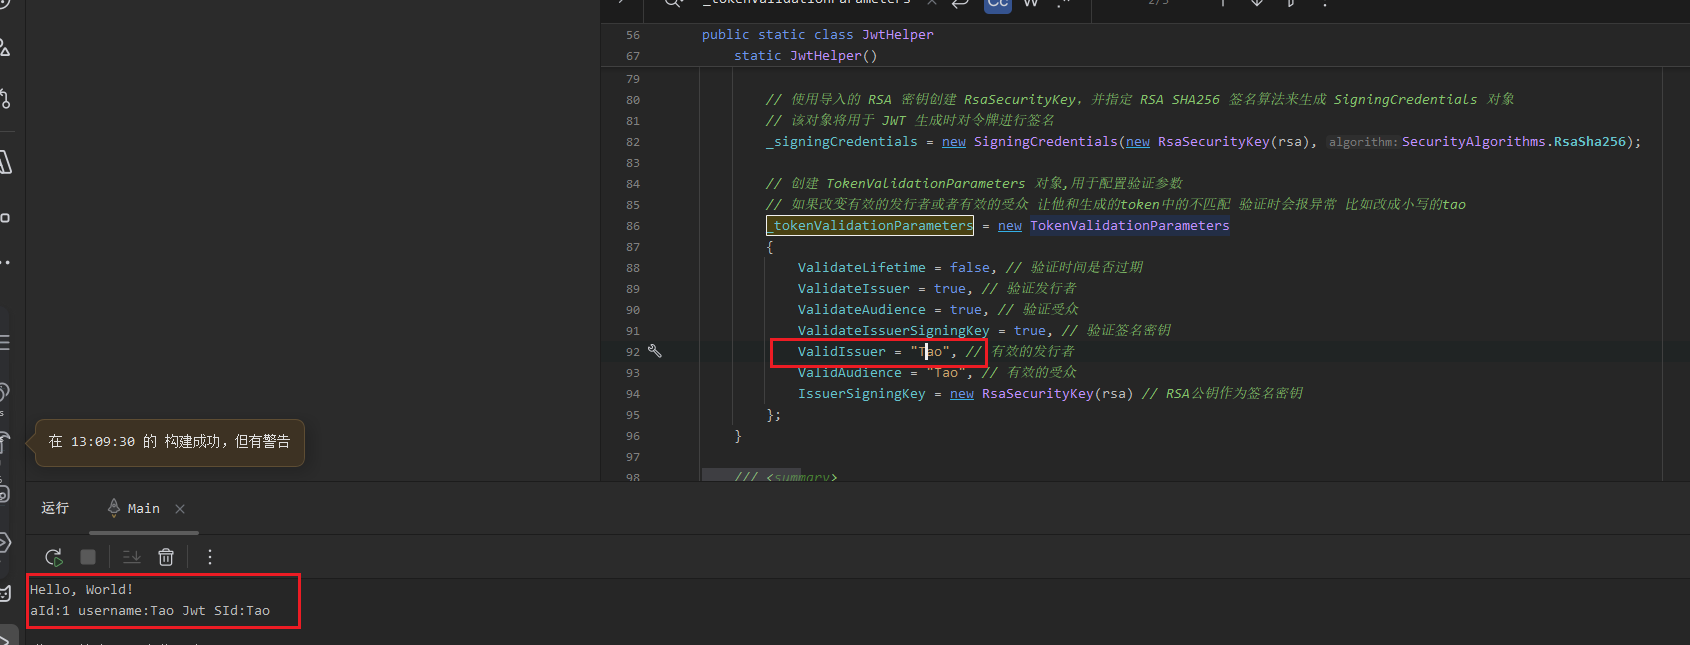 _tokenValidationParameters
Cc
W
2/5
56 public static class JwtHelper
67 static JwtHelper()
79
80 // 使用导入的 RSA 密钥创建 RsaSecurityKey，并指定 RSA SHA256 签名算法来生成 SigningCredentials 对象
81 // 该对象将用于 JWT 生成时对令牌进行签名
82 _signingCredentials = new SigningCredentials(new RsaSecurityKey(rsa), algorithm: SecurityAlgorithms.RsaSha256);
83
84 // 创建 TokenValidationParameters 对象,用于配置验证参数
85 // 如果改变有效的发行者或者有效的受众 让他和生成的token中的不匹配 验证时会报异常 比如改成小写的tao
86 _tokenValidationParameters = new TokenValidationParameters
87 {
88 ValidateLifetime = false, // 验证时间是否过期
89 ValidateIssuer = true, // 验证发行者
90 ValidateAudience = true, // 验证受众
91 ValidateIssuerSigningKey = true, // 验证签名密钥
92 ValidIssuer = "Tao", // 有效的发行者
93 ValidAudience = "Tao", // 有效的受众
94 IssuerSigningKey = new RsaSecurityKey(rsa) // RSA公钥作为签名密钥
95 };
96 }
97
98 /// <summary>
在 13:09:30 的 构建成功，但有警告
运行 Main
Hello, World!
aId:1 username:Tao Jwt SId:Tao